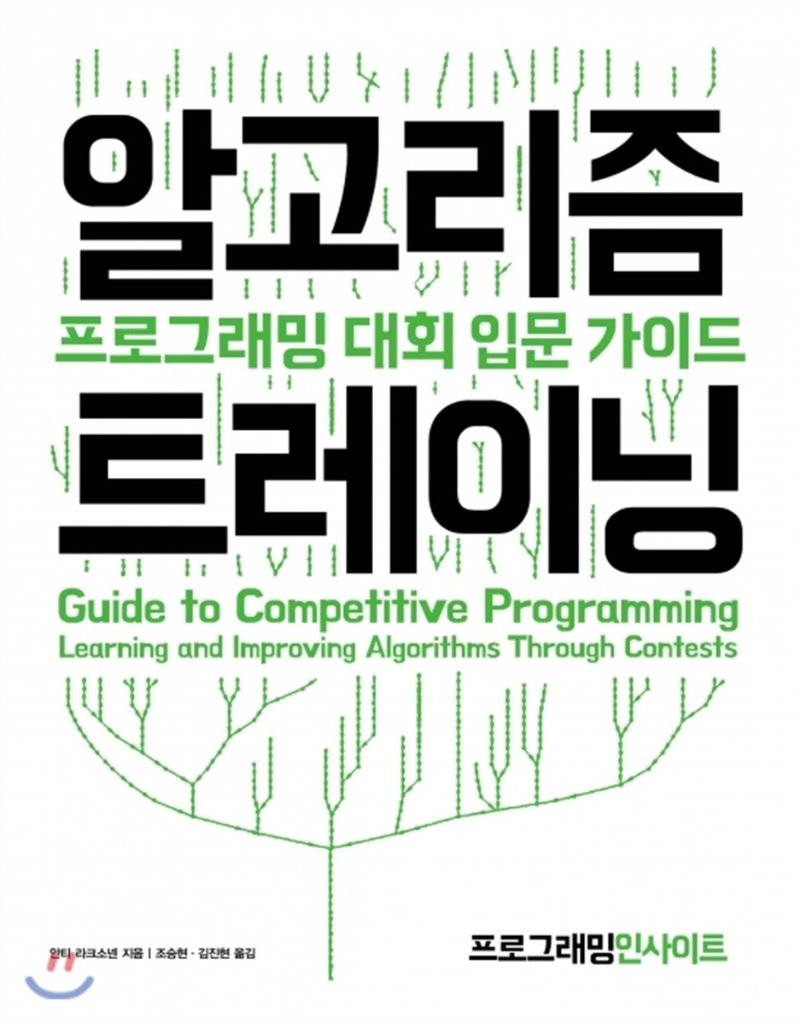 알고리즘
프로그래밍 대회 입문 가이드
트레이닝
Guide to Competitive Programming
Learning and Improving Algorithms Through Contests
안티 라크소넨 지음 | 조승현 · 김진현 옮김
프로그래밍인사이트